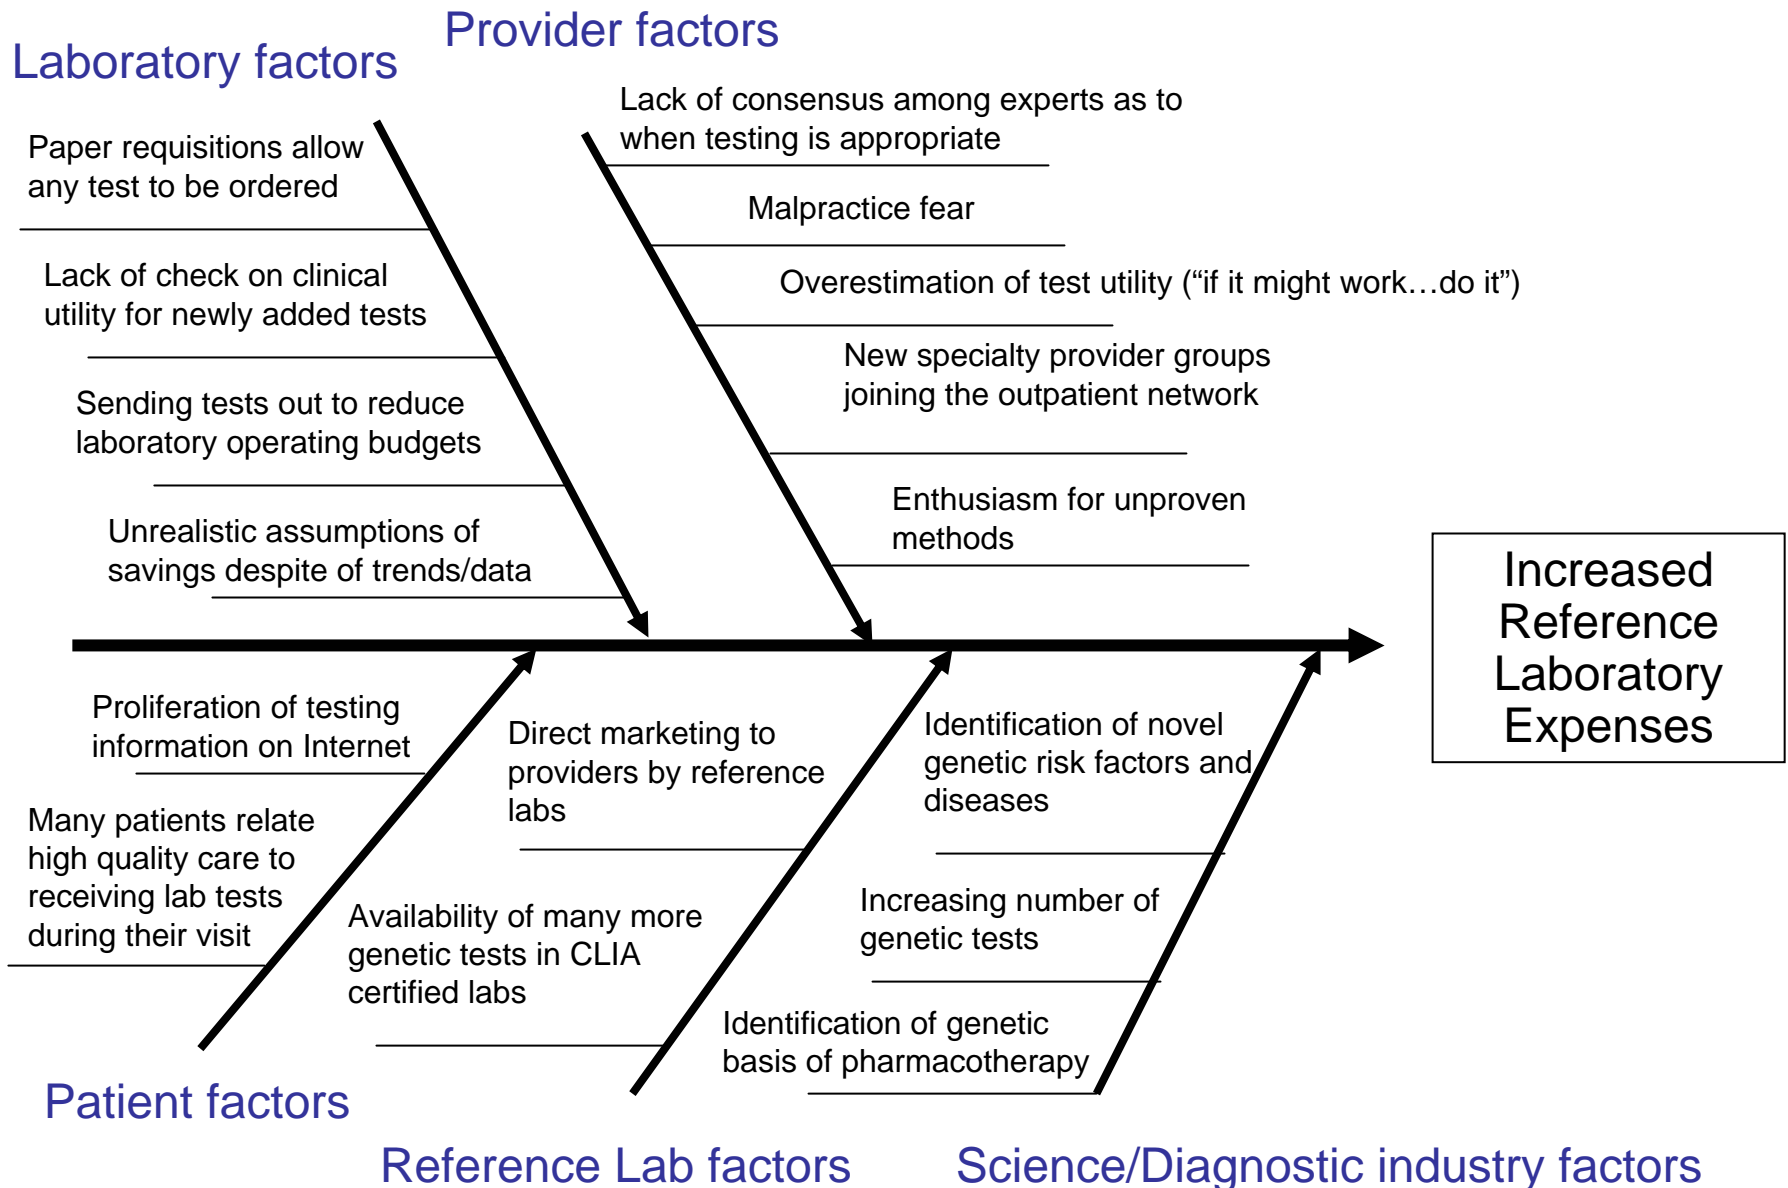 Provider factors
Laboratory factors
Lack of consensus among experts as to
when testing is appropriate
Paper requisitions allow
any test to be ordered
Malpractice fear
Lack of check on clinical
utility for newly added tests
Overestimation of test utility (“if it might work…do it”)
New specialty provider groups
joining the outpatient network
Sending tests out to reduce
laboratory operating budgets
Enthusiasm for unproven
methods
Unrealistic assumptions of
savings despite of trends/data
Increased
Reference
Laboratory
Expenses
Proliferation of testing
information on Internet
Many patients relate
high quality care to
receiving lab tests
during their visit
Direct marketing to
providers by reference
labs
Availability of many more
genetic tests in CLIA
certified labs
Identification of novel
genetic risk factors and
diseases
Increasing number of
genetic tests
Identification of genetic
basis of pharmacotherapy
Patient factors
Reference Lab factors
Science/Diagnostic industry factors